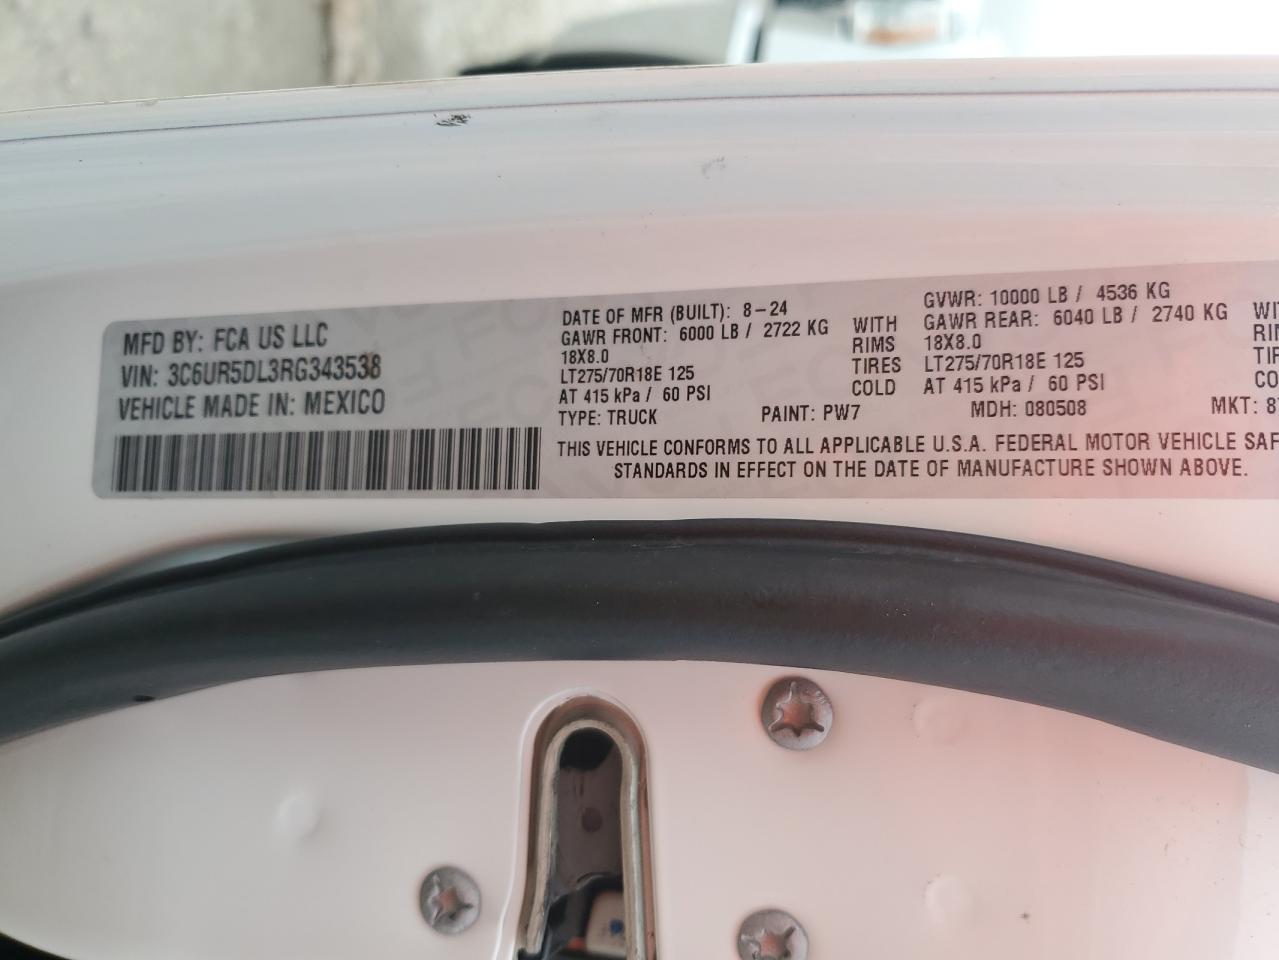 MFD BY: FCA US LLC
VIN: 3C6UR5DL3RG343538
VEHICLE MADE IN: MEXICO
DATE OF MFR (BUILT): 8-24
GAWR FRONT: 6000 LB / 2722 KG
18X8.0
LT275/70R18E 125
AT 415 kPa / 60 PSI
WITH
RIMS
TIRES
COLD
GVWR: 10000 LB / 4536 KG
GAWR REAR: 6040 LB / 2740 KG
18X8.0
LT275/70R18E 125
AT 415 kPa / 60 PSI
TYPE: TRUCK PAINT: PW7 MDH: 080508 MKT:
THIS VEHICLE CONFORMS TO ALL APPLICABLE U.S.A. FEDERAL MOTOR VEHICLE SAF
STANDARDS IN EFFECT ON THE DATE OF MANUFACTURE SHOWN ABOVE.